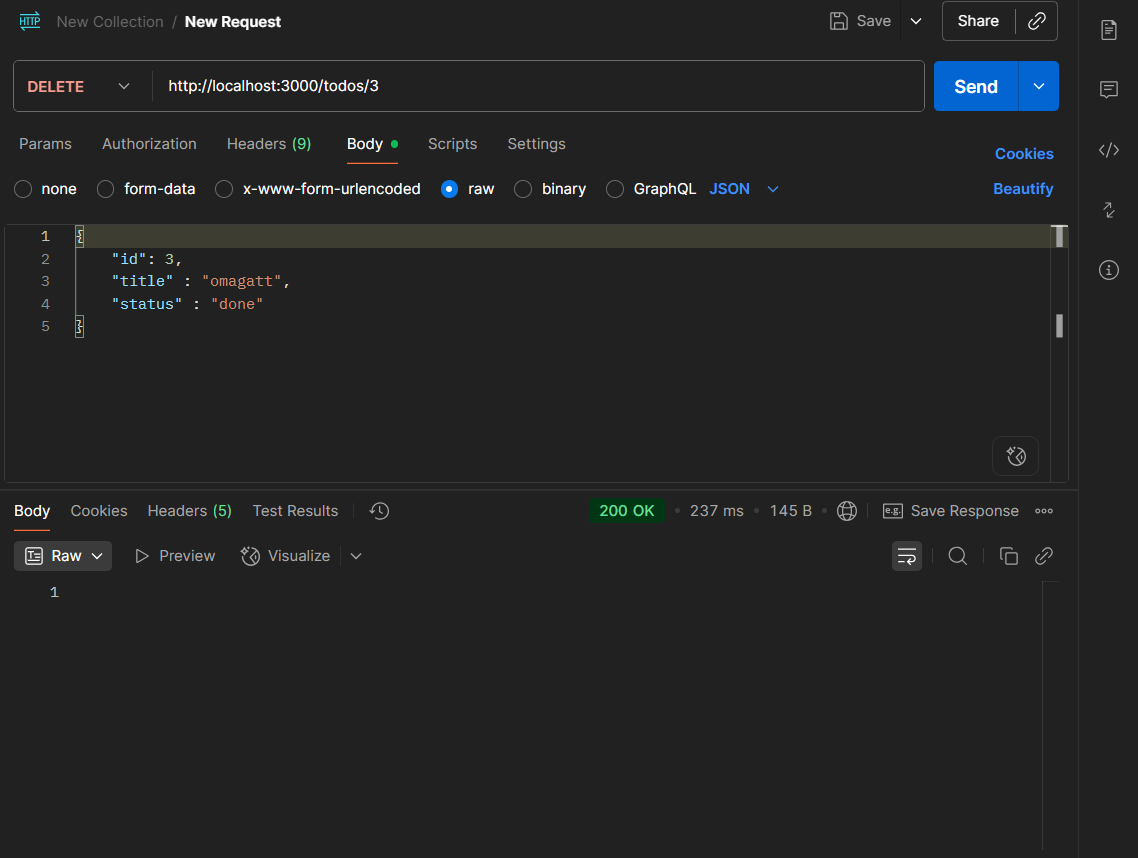 HTTP New Collection / New Request Save Share
DELETE http://localhost:3000/todos/3 Send
Params Authorization Headers (9) Body Scripts Settings Cookies
none form-data x-www-form-urlencoded raw binary GraphQL JSON Beautify
1 {
2 "id": 3,
3 "title" : "omagatt",
4 "status" : "done"
5 }
Body Cookies Headers (5) Test Results 200 OK • 237 ms • 145 B • e.g. Save Response
Raw Preview Visualize
1